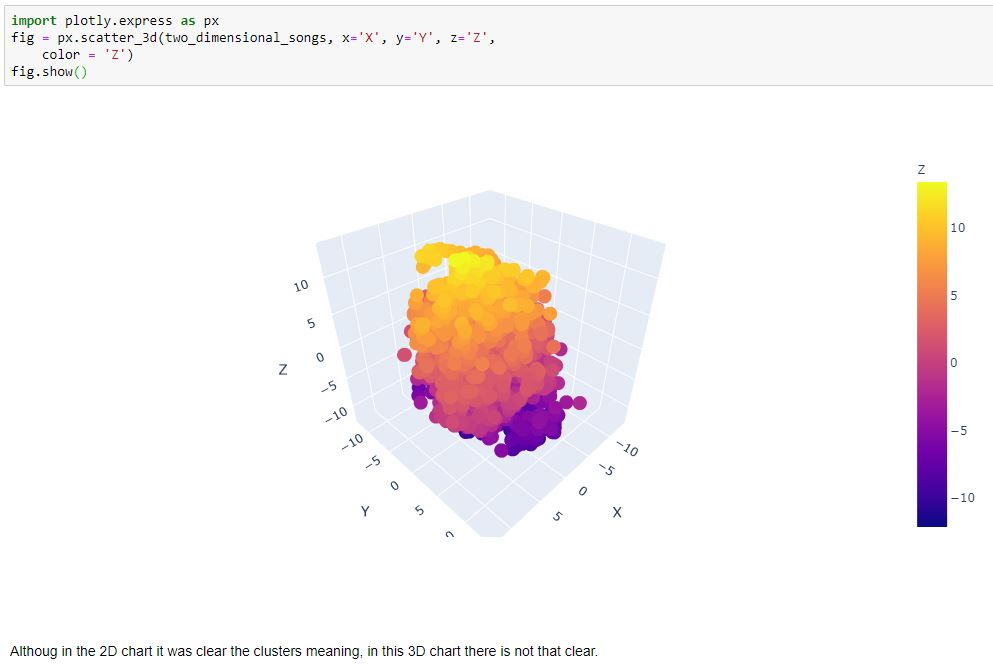 import plotly.express as px
fig = px.scatter_3d(two_dimensional_songs, x='X', y='Y', z='Z',
    color = 'Z')
fig.show()
Z
10
5
0
−5
−10
10
5
0
−5
−10
Z
−10
−5
0
5
0
Y
−10
−5
0
5
X
Althoug in the 2D chart it was clear the clusters meaning, in this 3D chart there is not that clear.